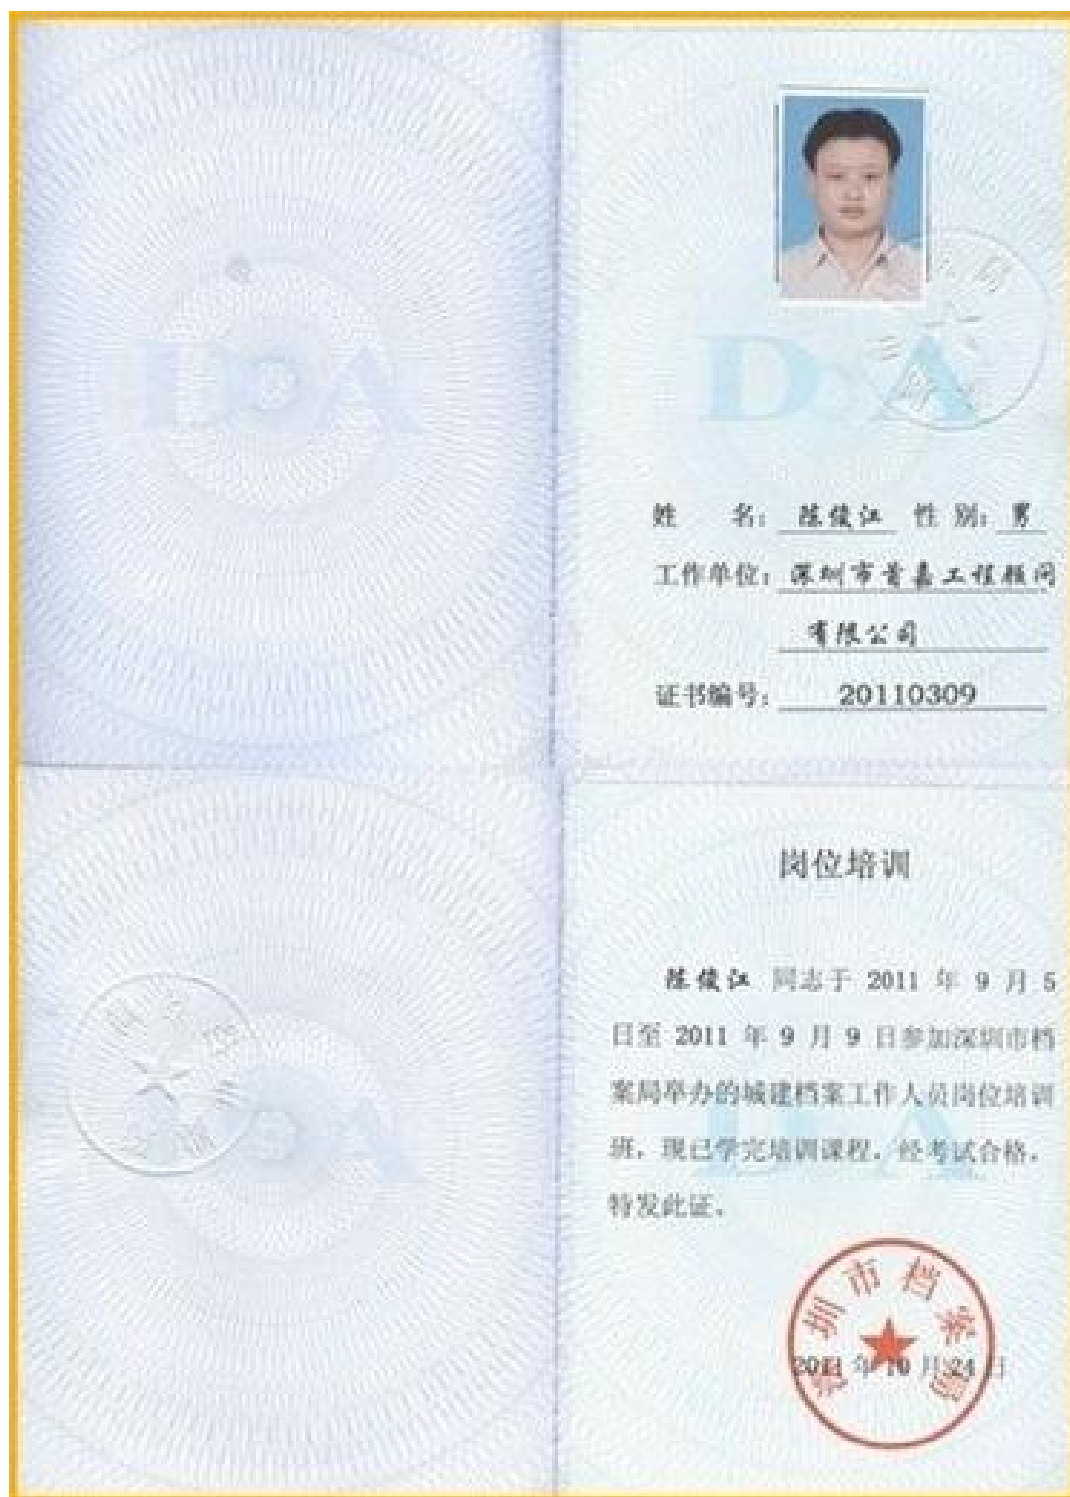 DA
DA
姓 名: 陈俊江 性别: 男
工作单位: 深圳市首嘉工程顾问
有限公司
证书编号: 20110309
岗位培训
陈俊江 同志于 2011 年 9 月 5
日至 2011 年 9 月 9 日参加深圳市档
案局举办的城建档案工作人员岗位培训
班，现已学完培训课程，经考试合格，
特发此证。
深圳市档案局
2011 年 10 月 24 日